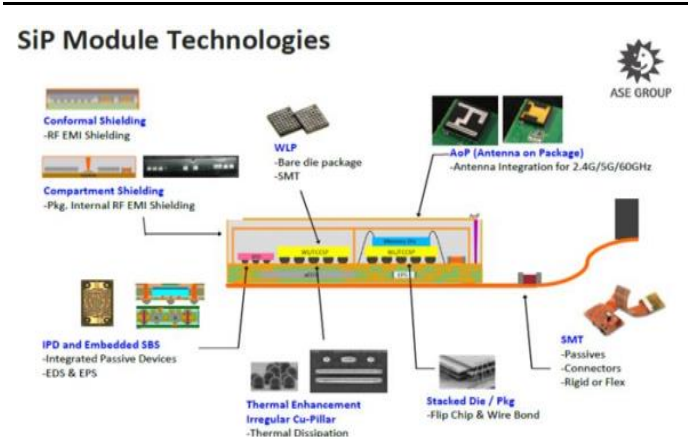 SiP Module Technologies
ASE GROUP
Conformal Shielding
-RF EMI Shielding
WLP
-Bare die package
-SMT
AoP (Antenna on Package)
-Antenna Integration for 2.4G/5G/60GHz
Compartment Shielding
-Pkg. Internal RF EMI Shielding
IPD and Embedded SBS
-Integrated Passive Devices
-EDS & EPS
SMT
-Passives
-Connectors
-Rigid or Flex
Thermal Enhancement
Irregular Cu-Pillar
-Thermal Dissipation
Stacked Die / Pkg
-Flip Chip & Wire Bond